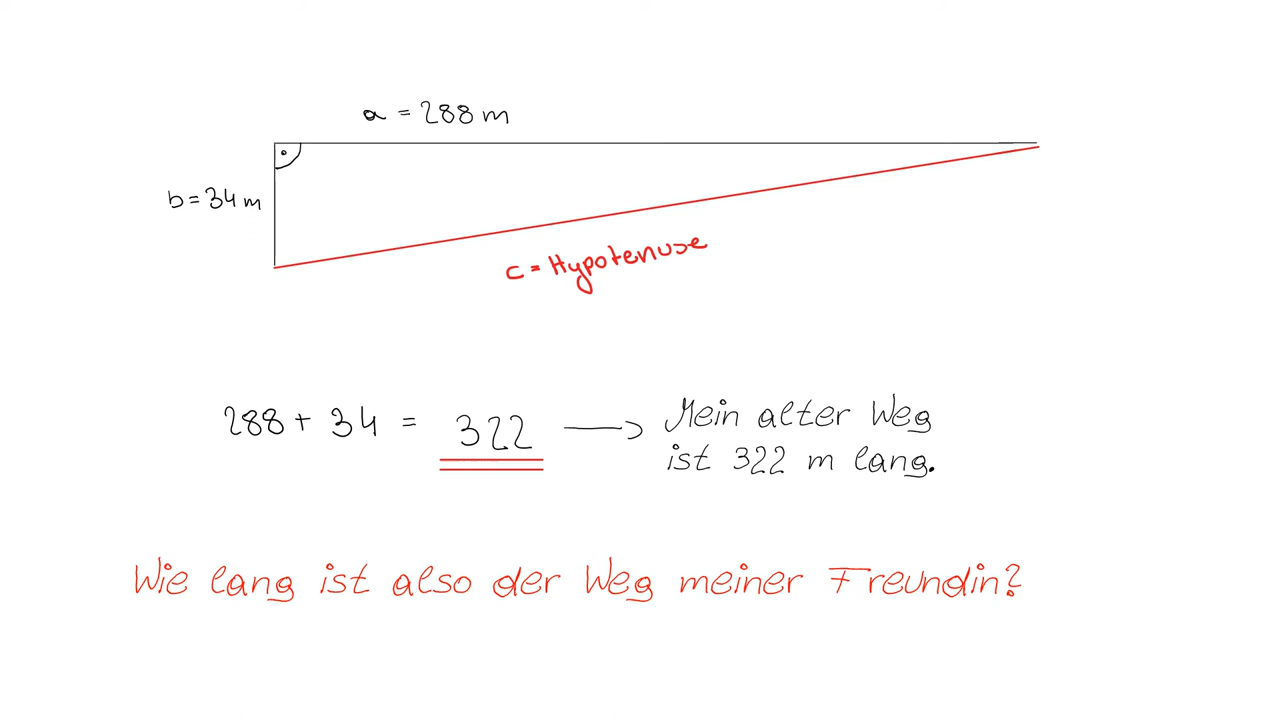 a = 288 m
b = 34 m
c = Hypotenuse
288 + 34 = 322
Mein alter Weg
ist 322 m lang.
Wie lang ist also der Weg meiner Freundin?